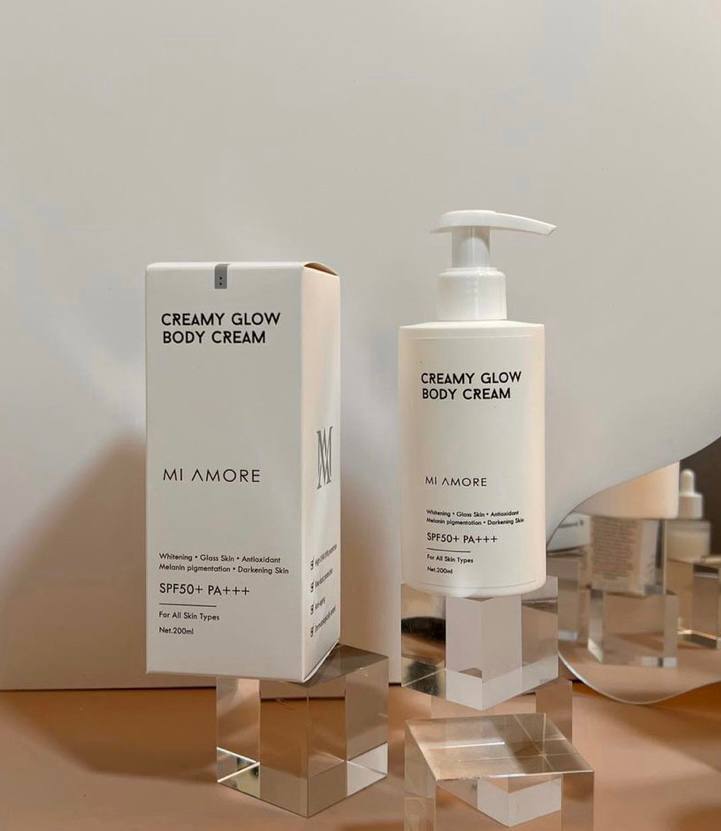 CREAMY GLOW
BODY CREAM
MI AMORE
Whitening • Glass Skin • Antioxidant
Melanin pigmentation • Darkening Skin
SPF50+ PA+++
For All Skin Types
Net.200ml
CREAMY GLOW
BODY CREAM
MI AMORE
Whitening • Glass Skin • Antioxidant
Melanin pigmentation • Darkening Skin
SPF50+ PA+++
For All Skin Types
Net.200ml